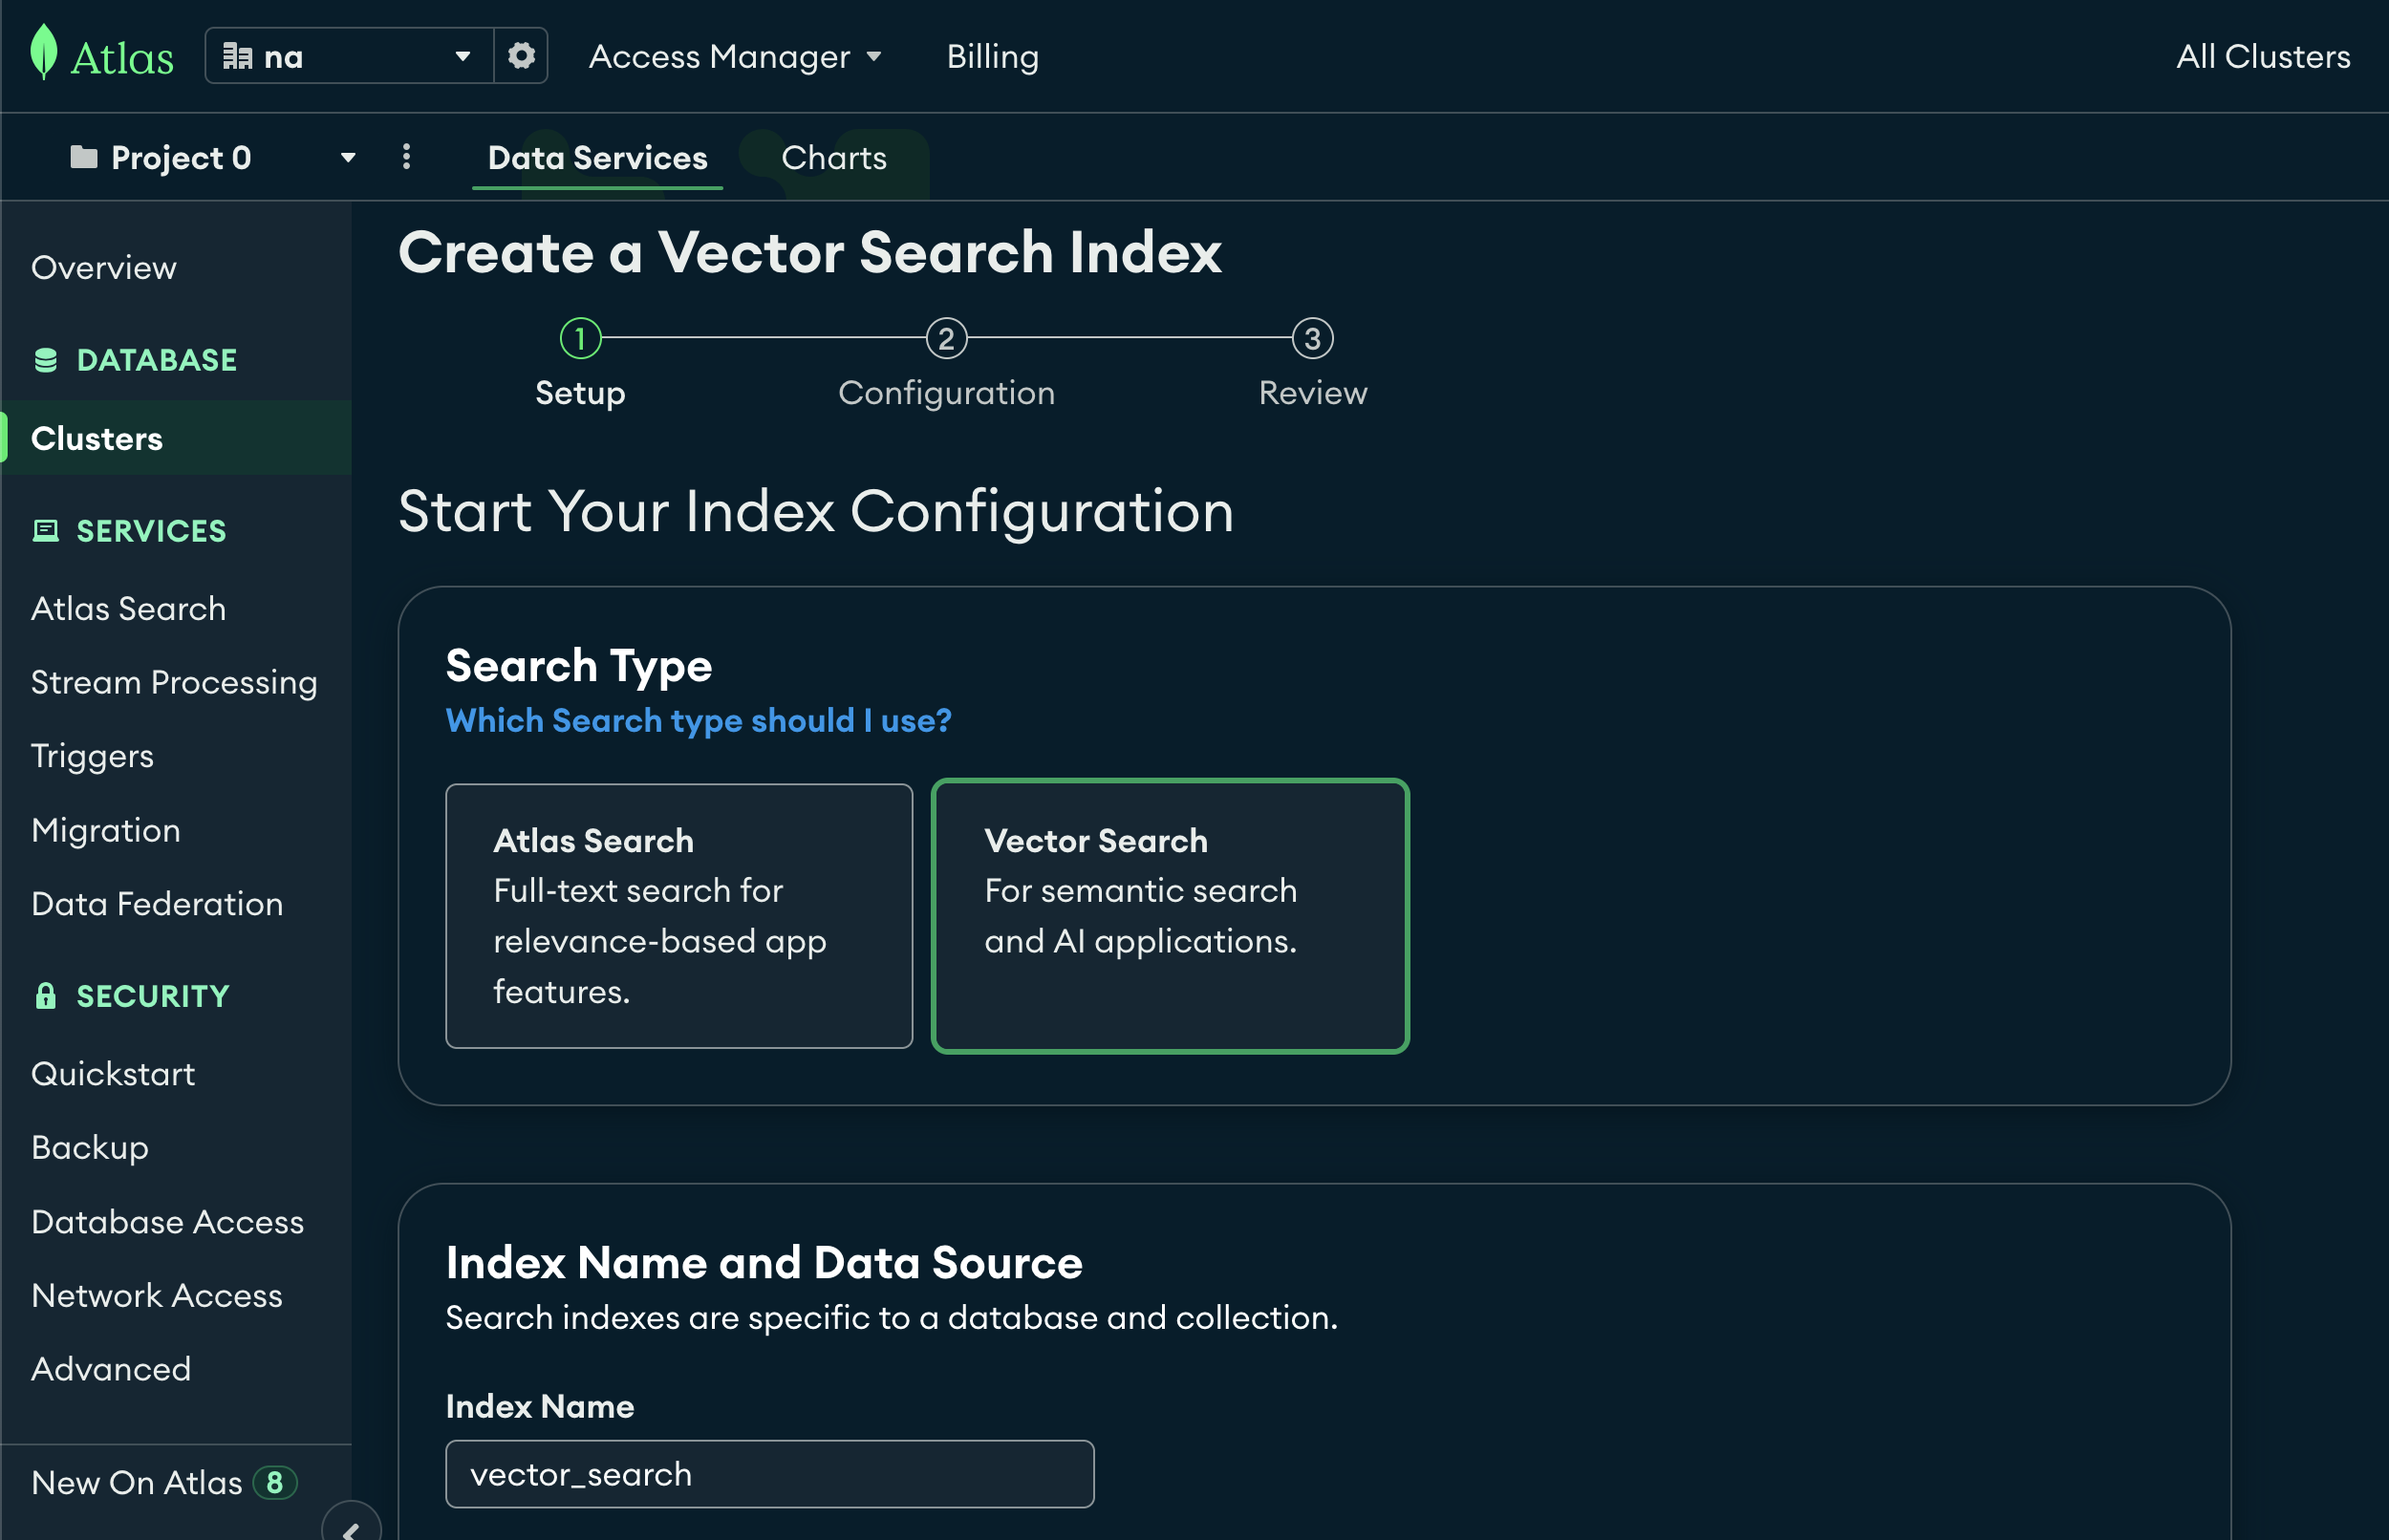 Atlas
na
Access Manager
Billing
All Clusters
Project 0
Data Services
Charts
Overview
DATABASE
Clusters
SERVICES
Atlas Search
Stream Processing
Triggers
Migration
Data Federation
SECURITY
Quickstart
Backup
Database Access
Network Access
Advanced
New On Atlas 8
Create a Vector Search Index
1
2
3
Setup
Configuration
Review
Start Your Index Configuration
Search Type
Which Search type should I use?
Atlas Search
Full-text search for
relevance-based app
features.
Vector Search
For semantic search
and AI applications.
Index Name and Data Source
Search indexes are specific to a database and collection.
Index Name
vector_search